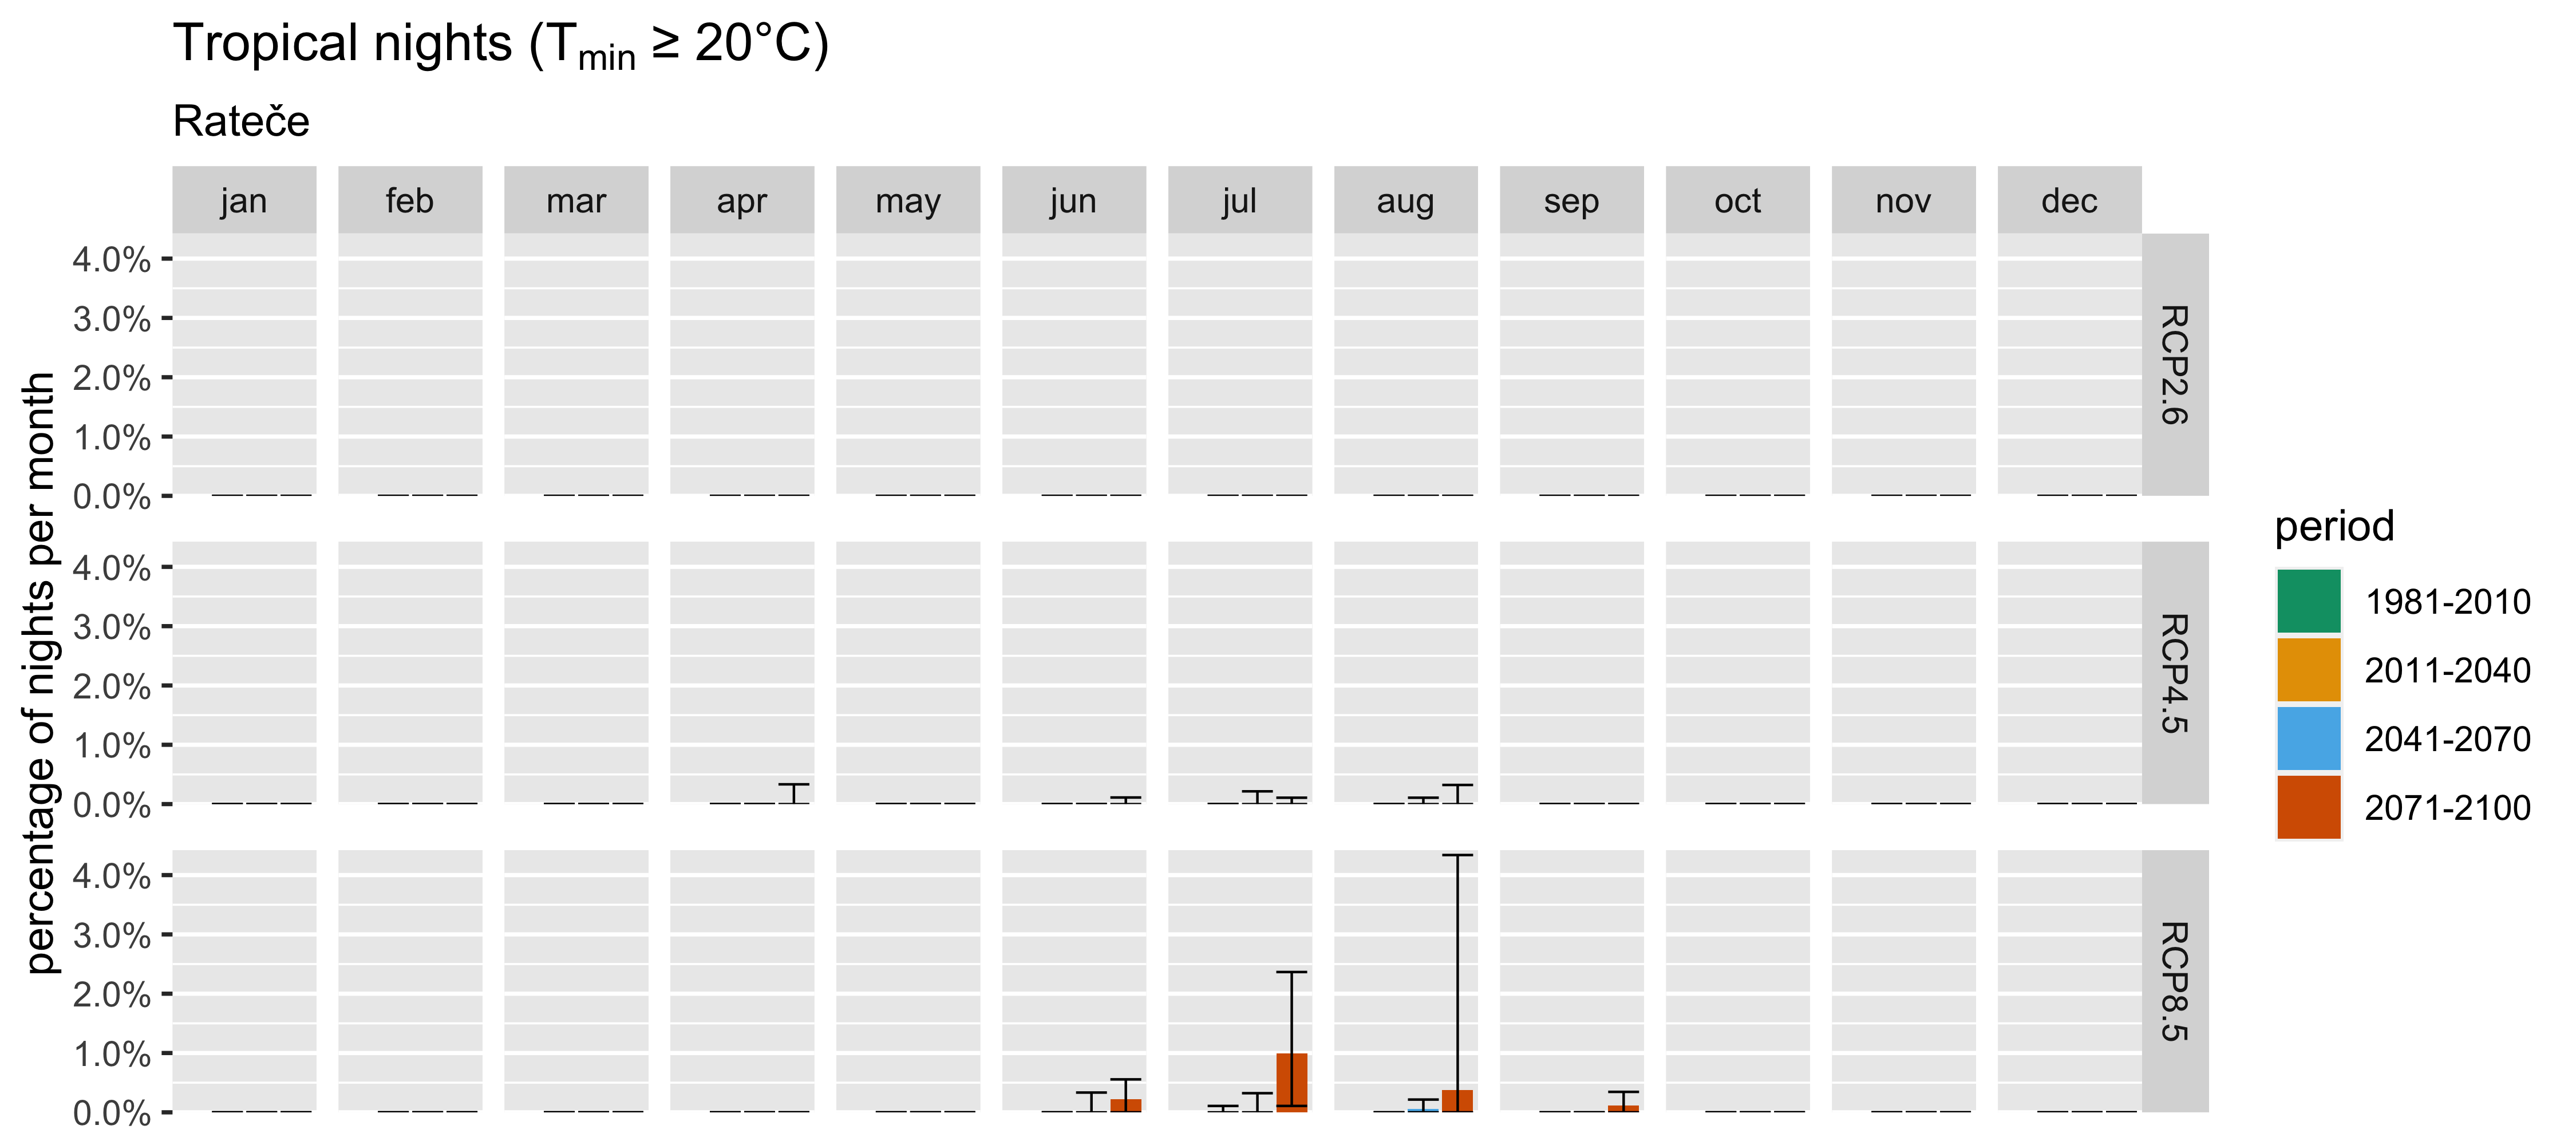 Tropical nights (Tmin ≥ 20°C)
Rateče
jan feb mar apr may jun jul aug sep oct nov dec
percentage of nights per month
4.0%
3.0%
2.0%
1.0%
0.0%
RCP2.6
4.0%
3.0%
2.0%
1.0%
0.0%
RCP4.5
4.0%
3.0%
2.0%
1.0%
0.0%
RCP8.5
period
1981-2010
2011-2040
2041-2070
2071-2100